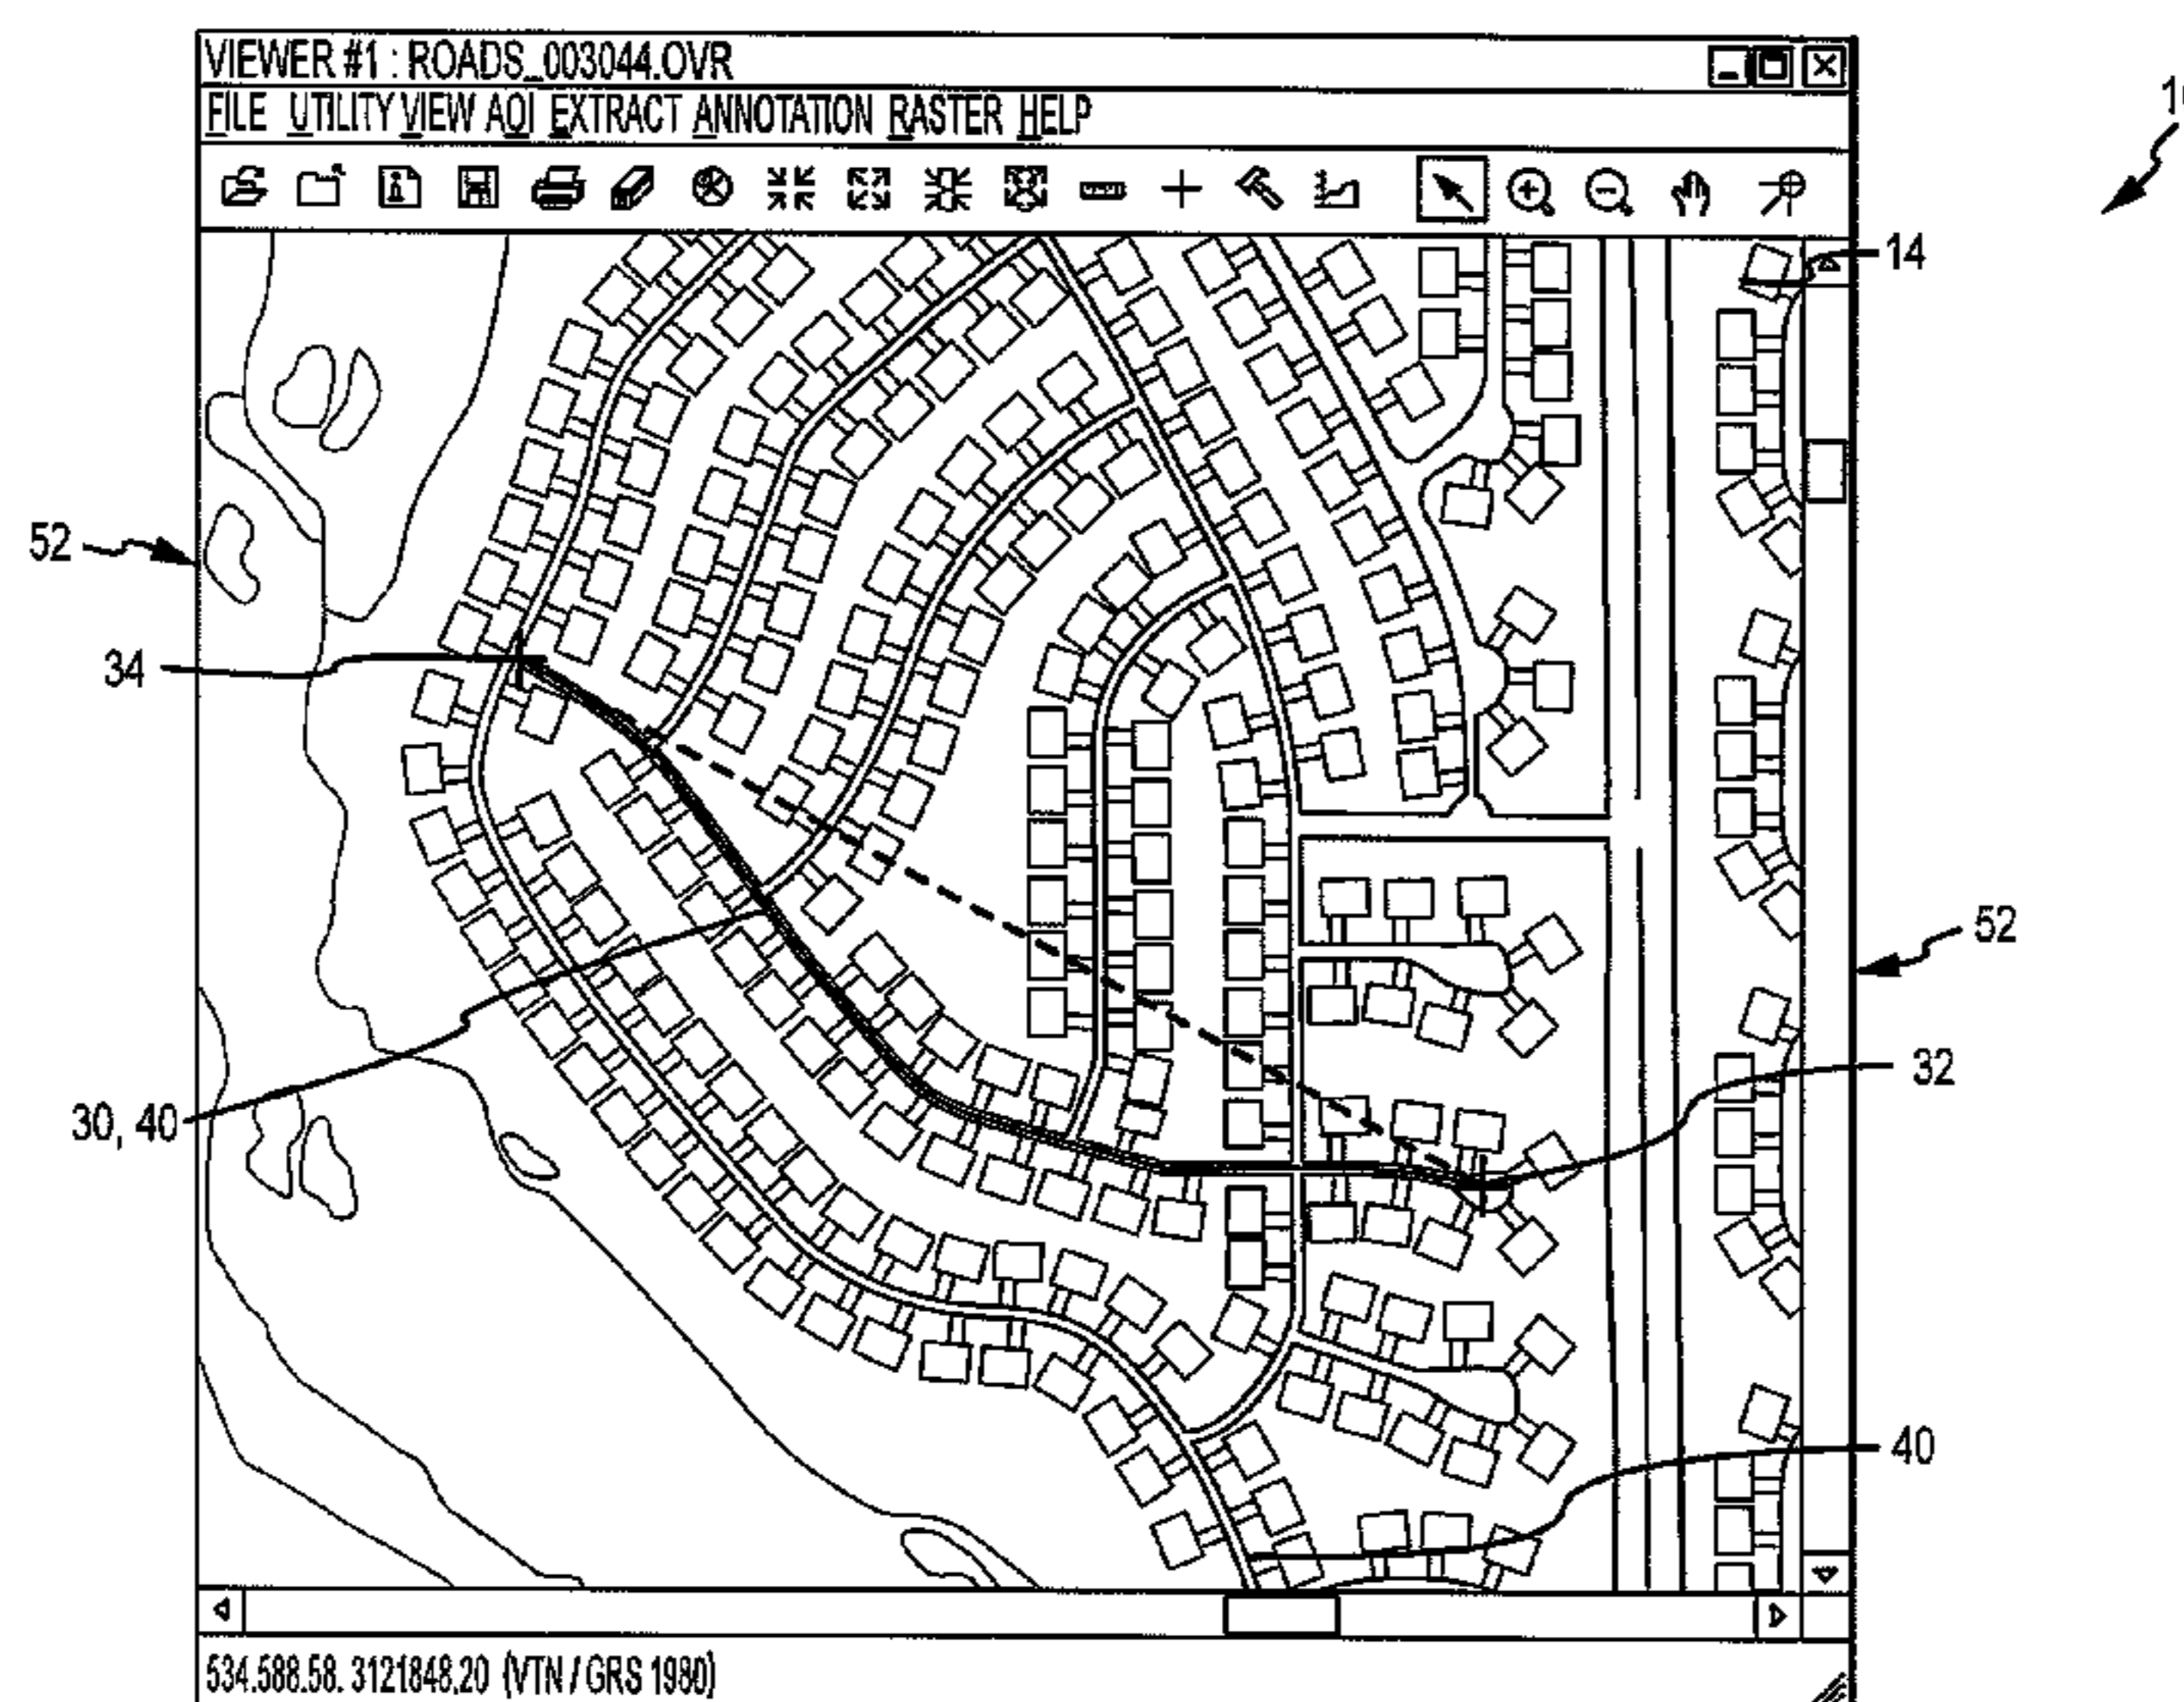 VIEWER #1 : ROADS_003044.OVR
FILE UTILITY VIEW AOI EXTRACT ANNOTATION RASTER HELP
14
52
34
52
32
30, 40
40
534.588.58. 3121848.20 (VTN / GRS 1980)